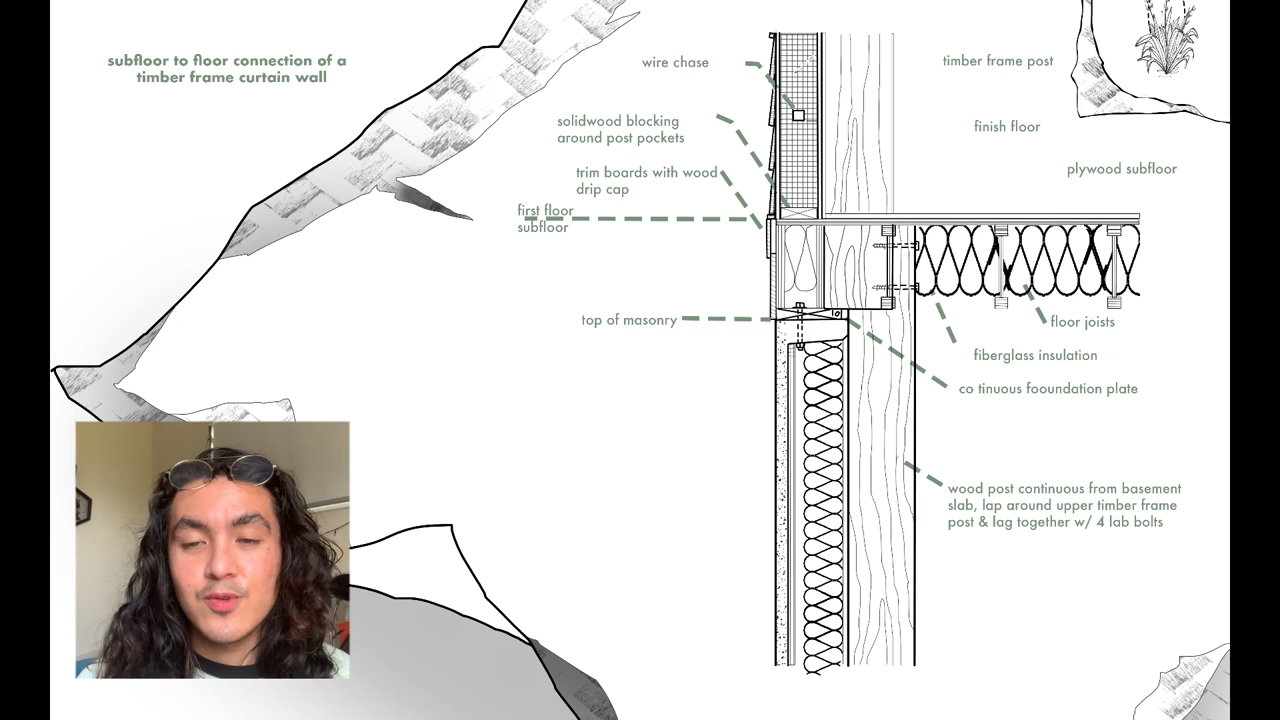 subfloor to floor connection of a
timber frame curtain wall
wire chase
solidwood blocking
around post pockets
trim boards with wood
drip cap
first floor
subfloor
top of masonry
timber frame post
finish floor
plywood subfloor
floor joists
fiberglass insulation
co tinuous fooundation plate
wood post continuous from basement
slab, lap around upper timber frame
post & lag together w/ 4 lab bolts